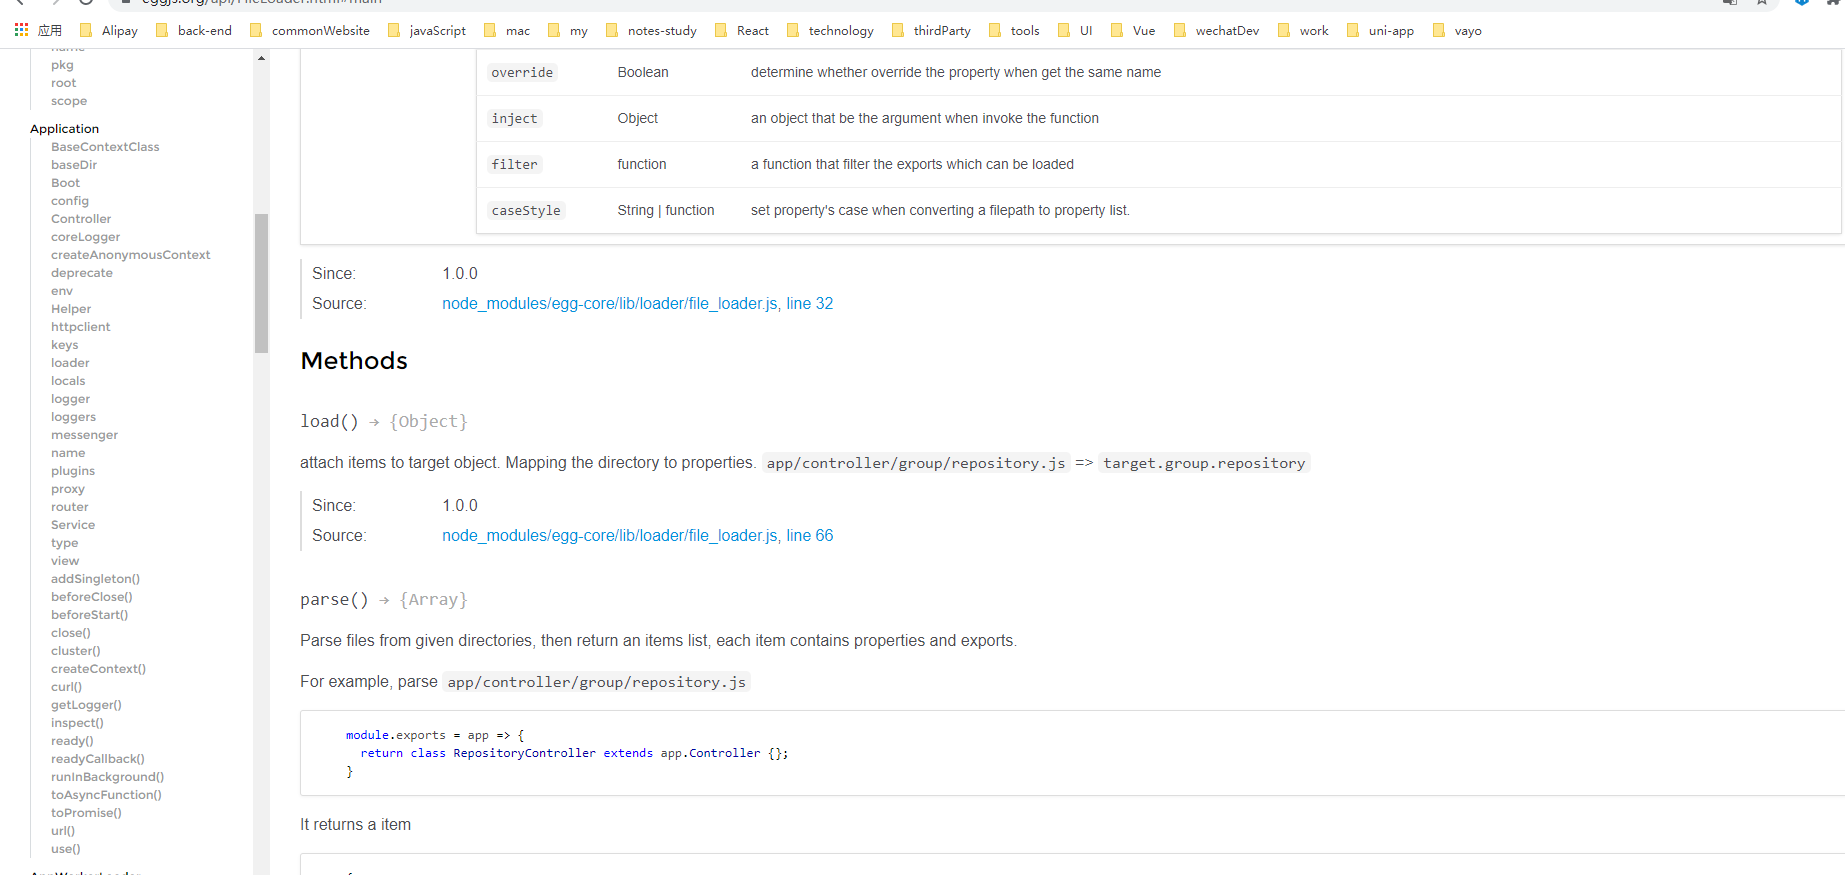 eggjs.org/api/FileLoader.html#main
应用 Alipay back-end commonWebsite javaScript mac my notes-study React technology thirdParty tools UI Vue wechatDev work uni-app vayo
name
pkg
root
scope
Application
BaseContextClass
baseDir
Boot
config
Controller
coreLogger
createAnonymousContext
deprecate
env
Helper
httpclient
keys
loader
locals
logger
loggers
messenger
name
plugins
proxy
router
Service
type
view
addSingleton()
beforeClose()
beforeStart()
close()
cluster()
createContext()
curl()
getLogger()
inspect()
ready()
readyCallback()
runInBackground()
toAsyncFunction()
toPromise()
url()
use()
AppWorkerLoader
override Boolean determine whether override the property when get the same name
inject Object an object that be the argument when invoke the function
filter function a function that filter the exports which can be loaded
caseStyle String | function set property's case when converting a filepath to property list.
Since: 1.0.0
Source: node_modules/egg-core/lib/loader/file_loader.js, line 32
Methods
load() → {Object}
attach items to target object. Mapping the directory to properties. app/controller/group/repository.js => target.group.repository
Since: 1.0.0
Source: node_modules/egg-core/lib/loader/file_loader.js, line 66
parse() → {Array}
Parse files from given directories, then return an items list, each item contains properties and exports.
For example, parse app/controller/group/repository.js
module.exports = app => {
return class RepositoryController extends app.Controller {};
}
It returns a item